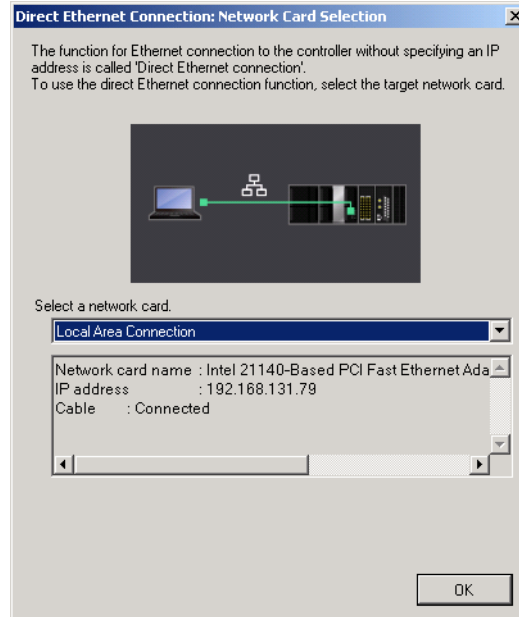 Direct Ethernet Connection: Network Card Selection
The function for Ethernet connection to the controller without specifying an IP
address is called 'Direct Ethernet connection'.
To use the direct Ethernet connection function, select the target network card.
Select a network card.
Local Area Connection
Network card name : Intel 21140-Based PCI Fast Ethernet Ada
IP address : 192.168.131.79
Cable : Connected
OK